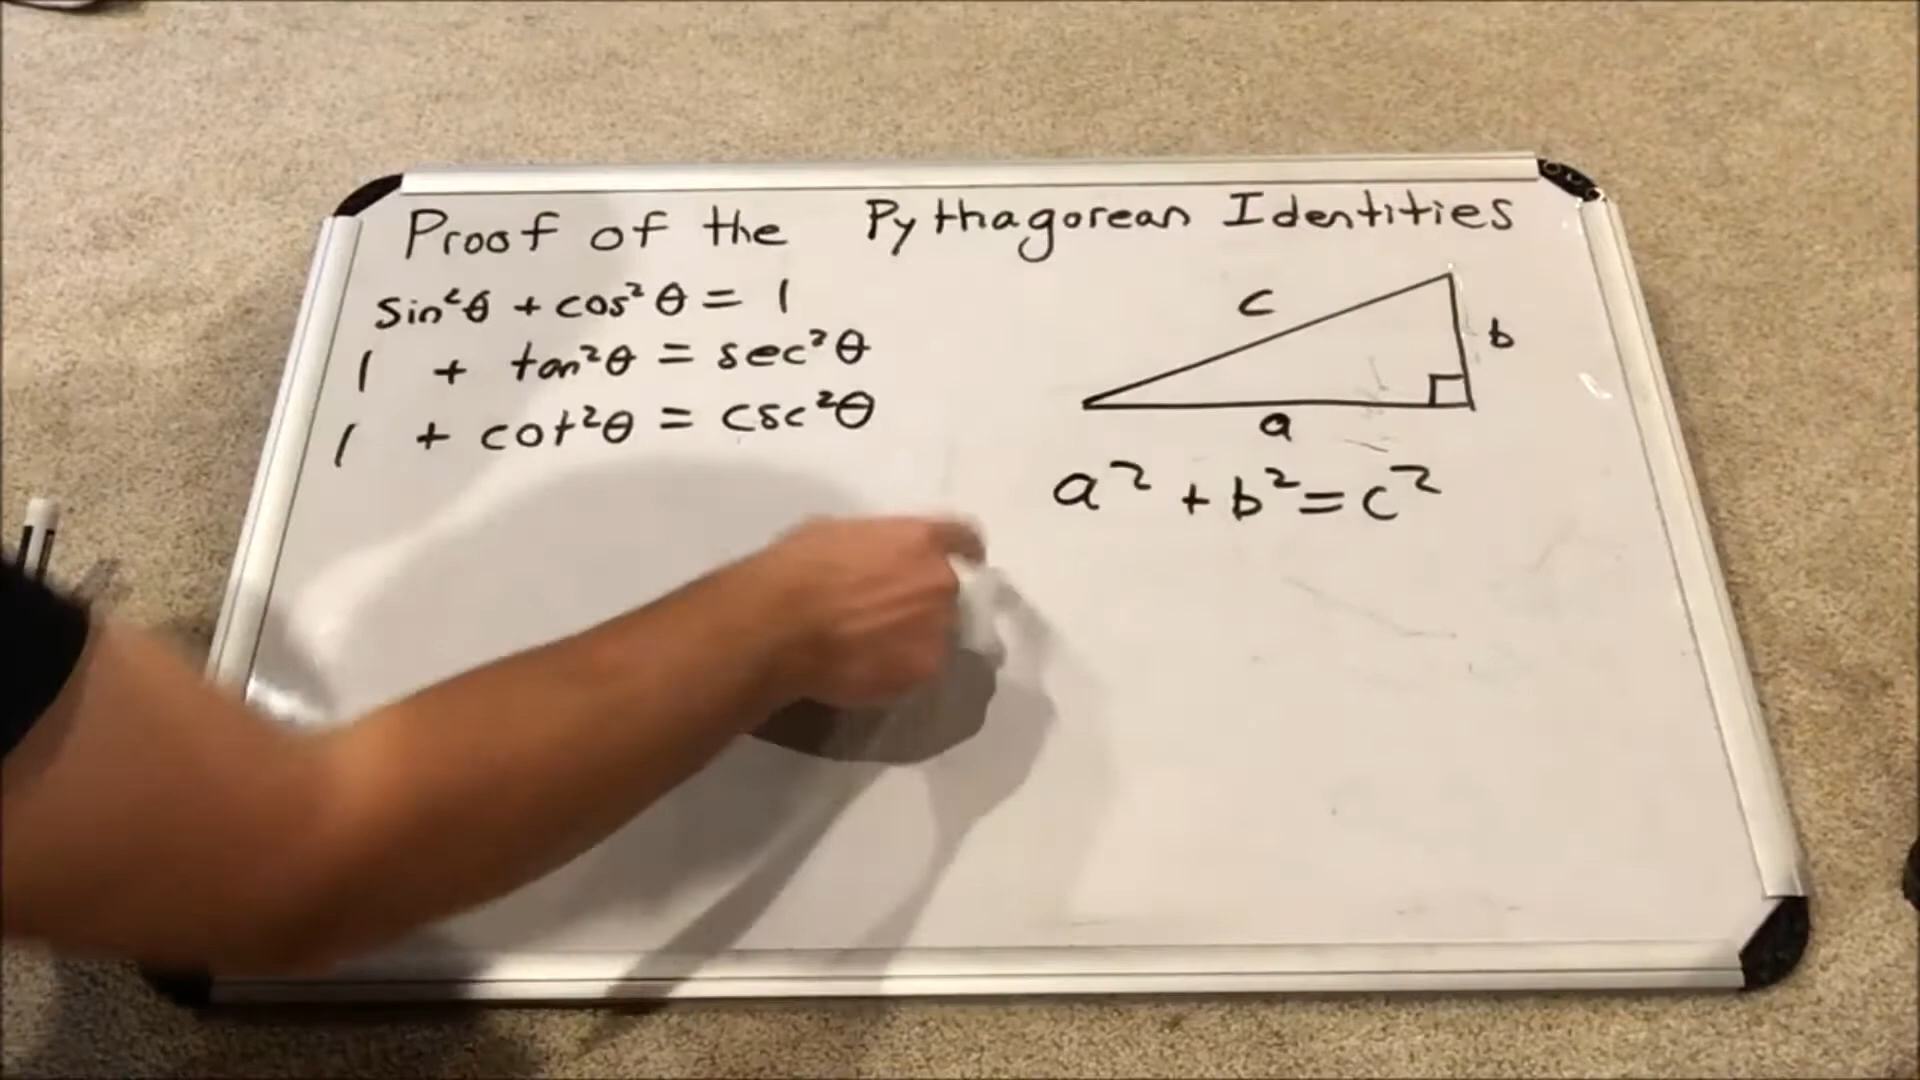 Proof of the Pythagorean Identities
sin²θ + cos²θ = 1
1 + tan²θ = sec²θ
1 + cot²θ = csc²θ
c
b
a
a² + b² = c²